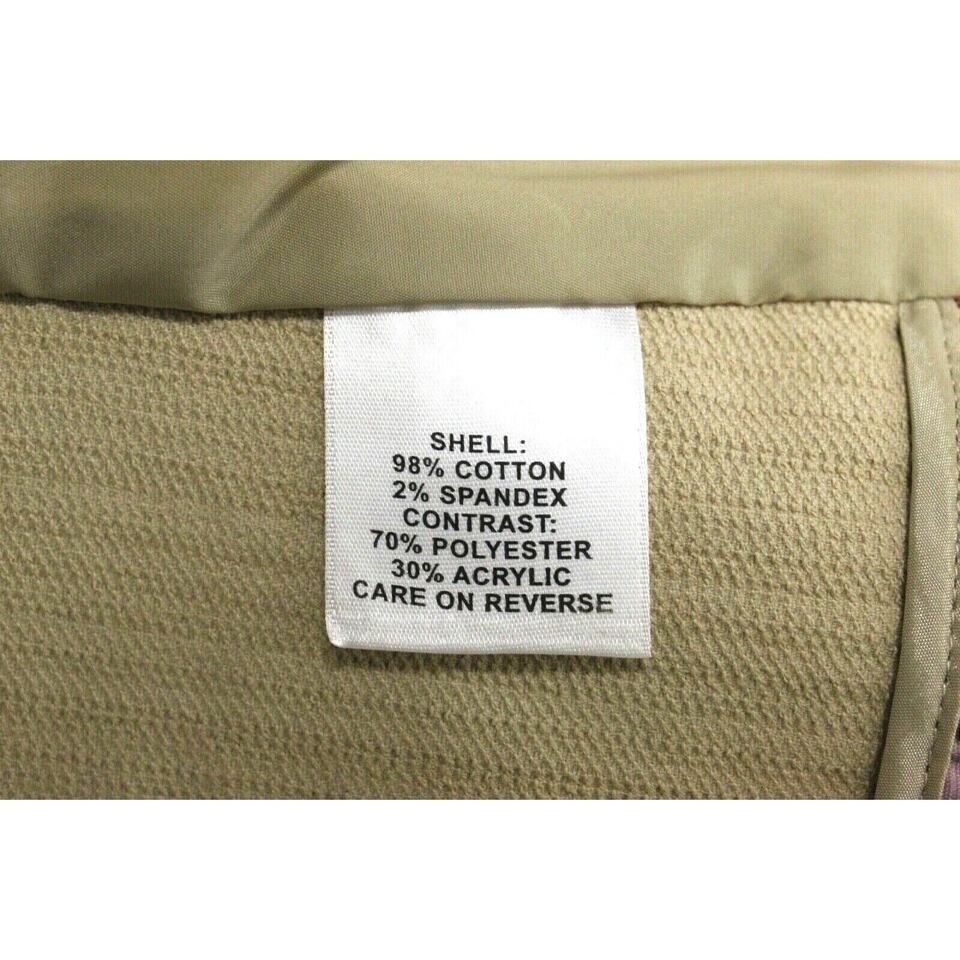 SHELL:
98% COTTON
2% SPANDEX
CONTRAST:
70% POLYESTER
30% ACRYLIC
CARE ON REVERSE